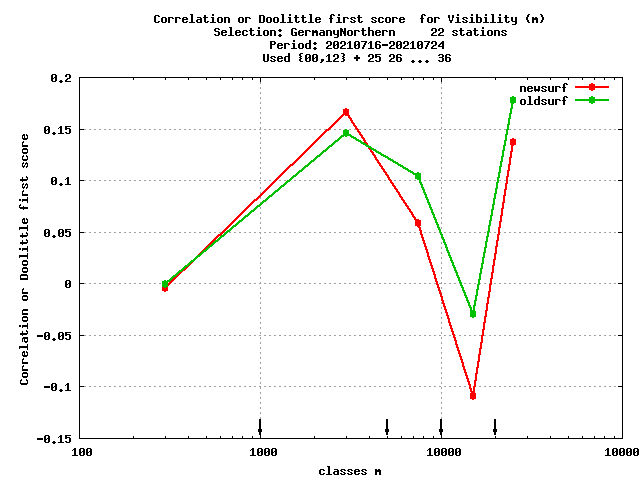 Correlation or Doolittle first score  for Visibility (m)
Selection: GermanyNorthern     22 stations
Period: 20210716-20210724
Used {00,12} + 25 26 ... 36
newsurf
oldsurf
Correlation or Doolittle first score
0.2
0.15
0.1
0.05
0
-0.05
-0.1
-0.15
100 1000 10000 10000
classes m